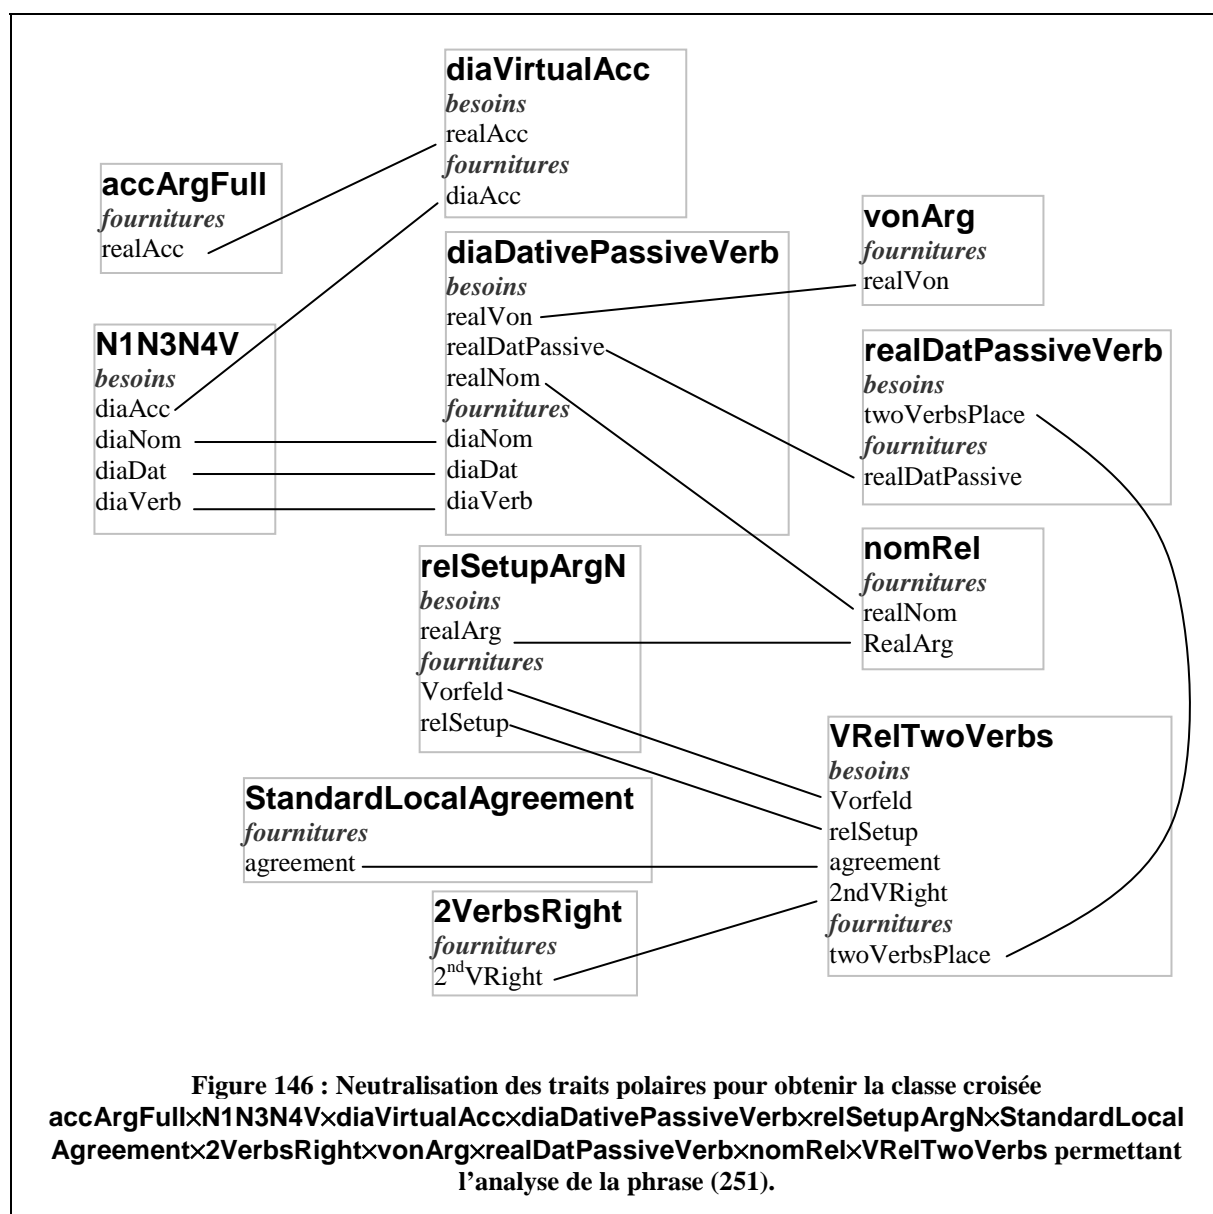 diaVirtualAcc
besoins
realAcc
fournitures
diaAcc
accArgFull
fournitures
realAcc
vonArg
fournitures
realVon
diaDativePassiveVerb
besoins
realVon
realDatPassive
realNom
fournitures
diaNom
diaDat
diaVerb
N1N3N4V
besoins
diaAcc
diaNom
diaDat
diaVerb
realDatPassiveVerb
besoins
twoVerbsPlace
fournitures
realDatPassive
nomRel
fournitures
realNom
RealArg
relSetupArgN
besoins
realArg
fournitures
Vorfeld
relSetup
VRelTwoVerbs
besoins
Vorfeld
relSetup
agreement
2ndVRight
fournitures
twoVerbsPlace
StandardLocalAgreement
fournitures
agreement
2VerbsRight
fournitures
2ndVRight
Figure 146 : Neutralisation des traits polaires pour obtenir la classe croisée
accArgFull×N1N3N4V×diaVirtualAcc×diaDativePassiveVerb×relSetupArgN×StandardLocal
Agreement×2VerbsRight×vonArg×realDatPassiveVerb×nomRel×VRelTwoVerbs permettant
l'analyse de la phrase (251).